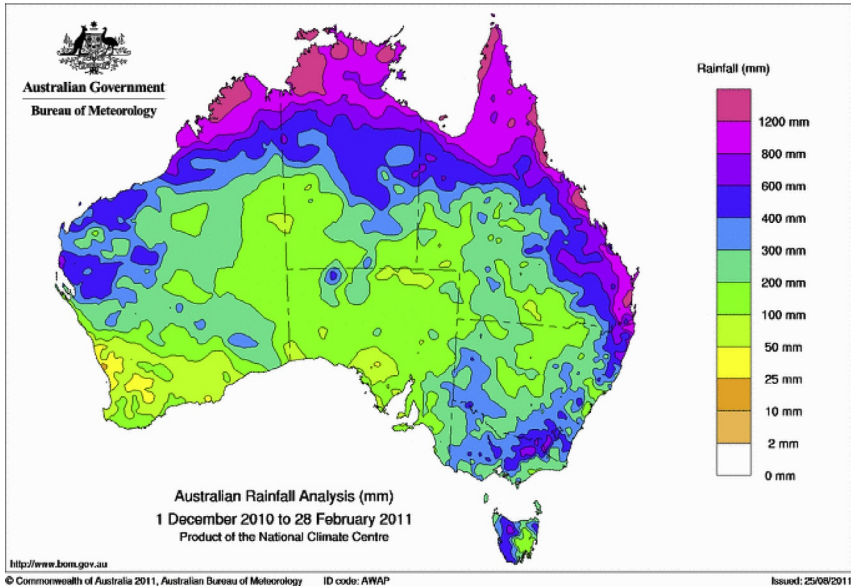 Australian Government
Bureau of Meteorology
Rainfall (mm)
1200 mm
800 mm
600 mm
400 mm
300 mm
200 mm
100 mm
50 mm
25 mm
10 mm
2 mm
0 mm
Australian Rainfall Analysis (mm)
1 December 2010 to 28 February 2011
Product of the National Climate Centre
http://www.bom.gov.au
© Commonwealth of Australia 2011, Australian Bureau of Meteorology ID code: AWAP Issued: 25/08/2011